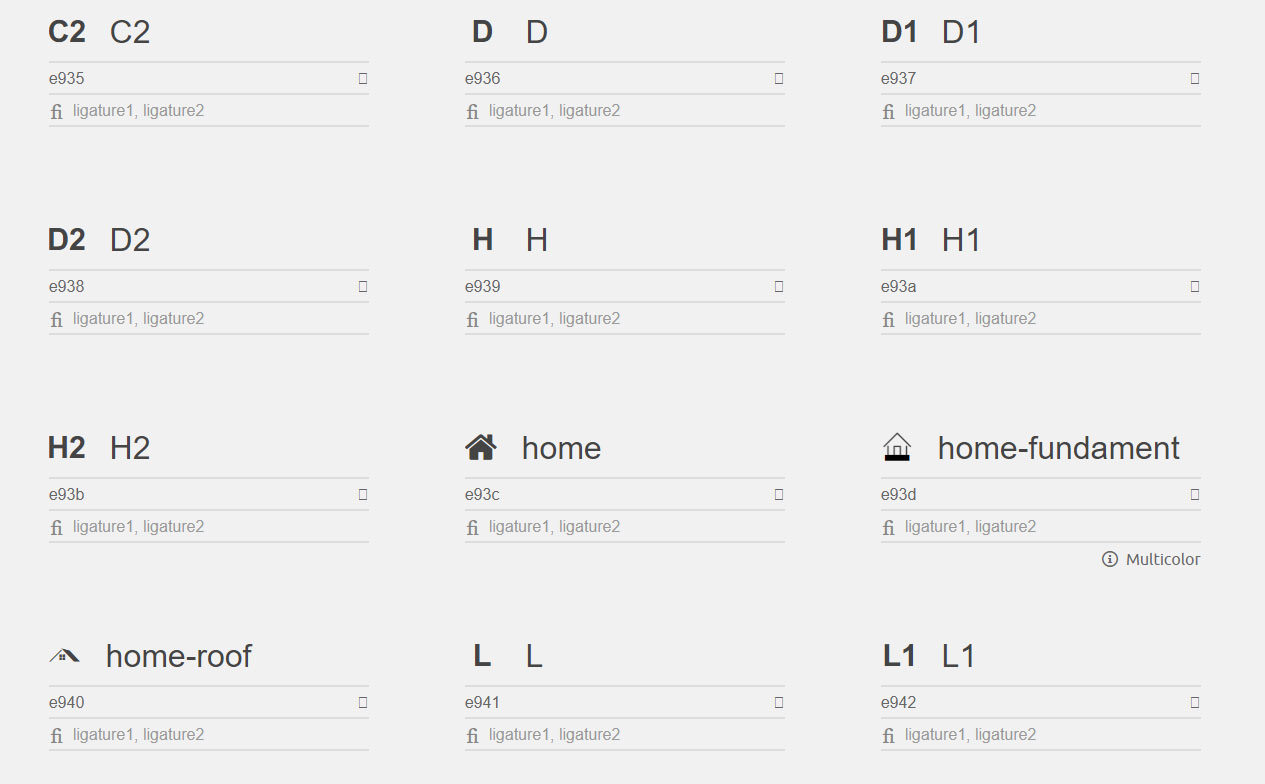 C2 C2
e935
fi ligature1, ligature2
D D
e936
fi ligature1, ligature2
D1 D1
e937
fi ligature1, ligature2
D2 D2
e938
fi ligature1, ligature2
H H
e939
fi ligature1, ligature2
H1 H1
e93a
fi ligature1, ligature2
H2 H2
e93b
fi ligature1, ligature2
home
e93c
fi ligature1, ligature2
home-fundament
e93d
fi ligature1, ligature2
Multicolor
home-roof
e940
fi ligature1, ligature2
L L
e941
fi ligature1, ligature2
L1 L1
e942
fi ligature1, ligature2